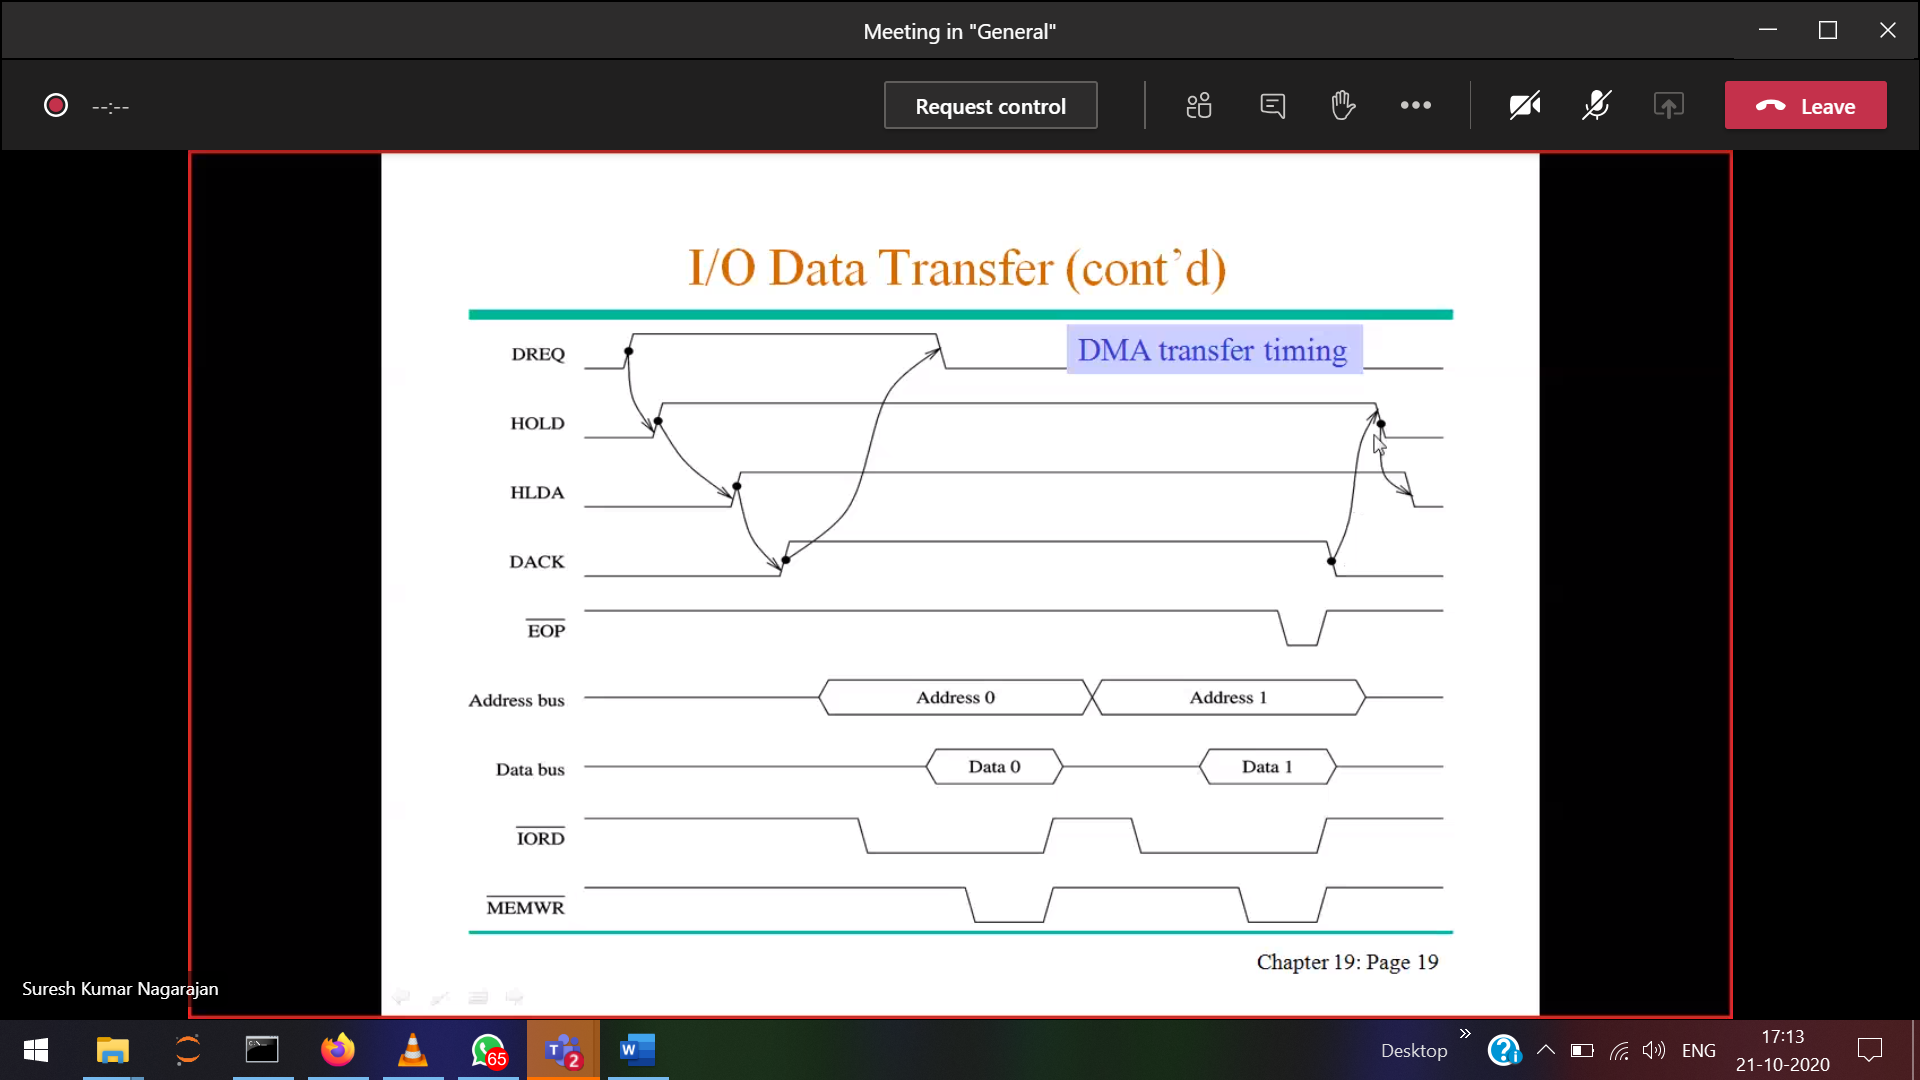 Meeting in "General"
--:--
Request control
Leave
I/O Data Transfer (cont’d)
DMA transfer timing
DREQ
HOLD
HLDA
DACK
EOP
Address bus
Address 0
Address 1
Data bus
Data 0
Data 1
IORD
MEMWR
Chapter 19: Page 19
Suresh Kumar Nagarajan
65
2
Desktop
ENG
17:13
21-10-2020